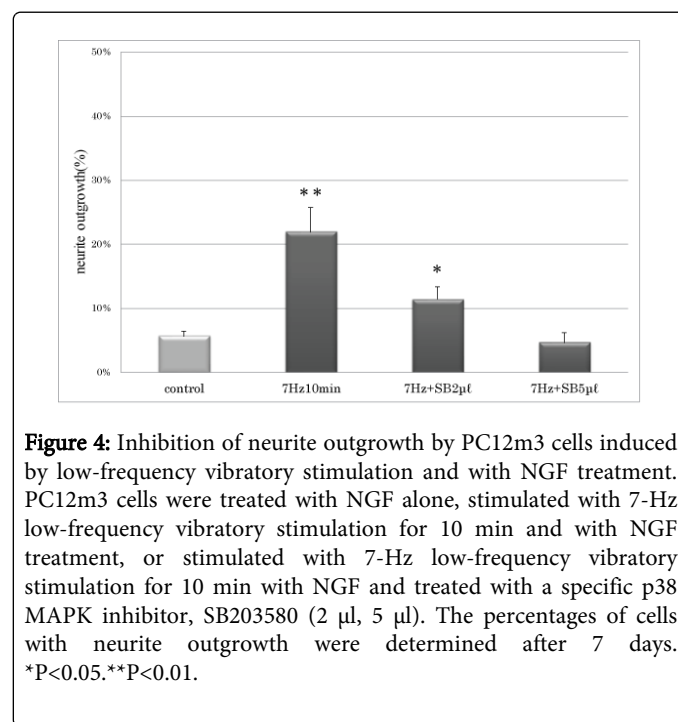 50%
40%
30%
20%
10%
0%
neurite outgrowth(%)
**
*
control 7Hz10min 7Hz+SB2μℓ 7Hz+SB5μℓ
Figure 4: Inhibition of neurite outgrowth by PC12m3 cells induced
by low-frequency vibratory stimulation and with NGF treatment.
PC12m3 cells were treated with NGF alone, stimulated with 7-Hz
low-frequency vibratory stimulation for 10 min and with NGF
treatment, or stimulated with 7-Hz low-frequency vibratory
stimulation for 10 min with NGF and treated with a specific p38
MAPK inhibitor, SB203580 (2 μl, 5 μl). The percentages of cells
with neurite outgrowth were determined after 7 days.
*P<0.05.**P<0.01.